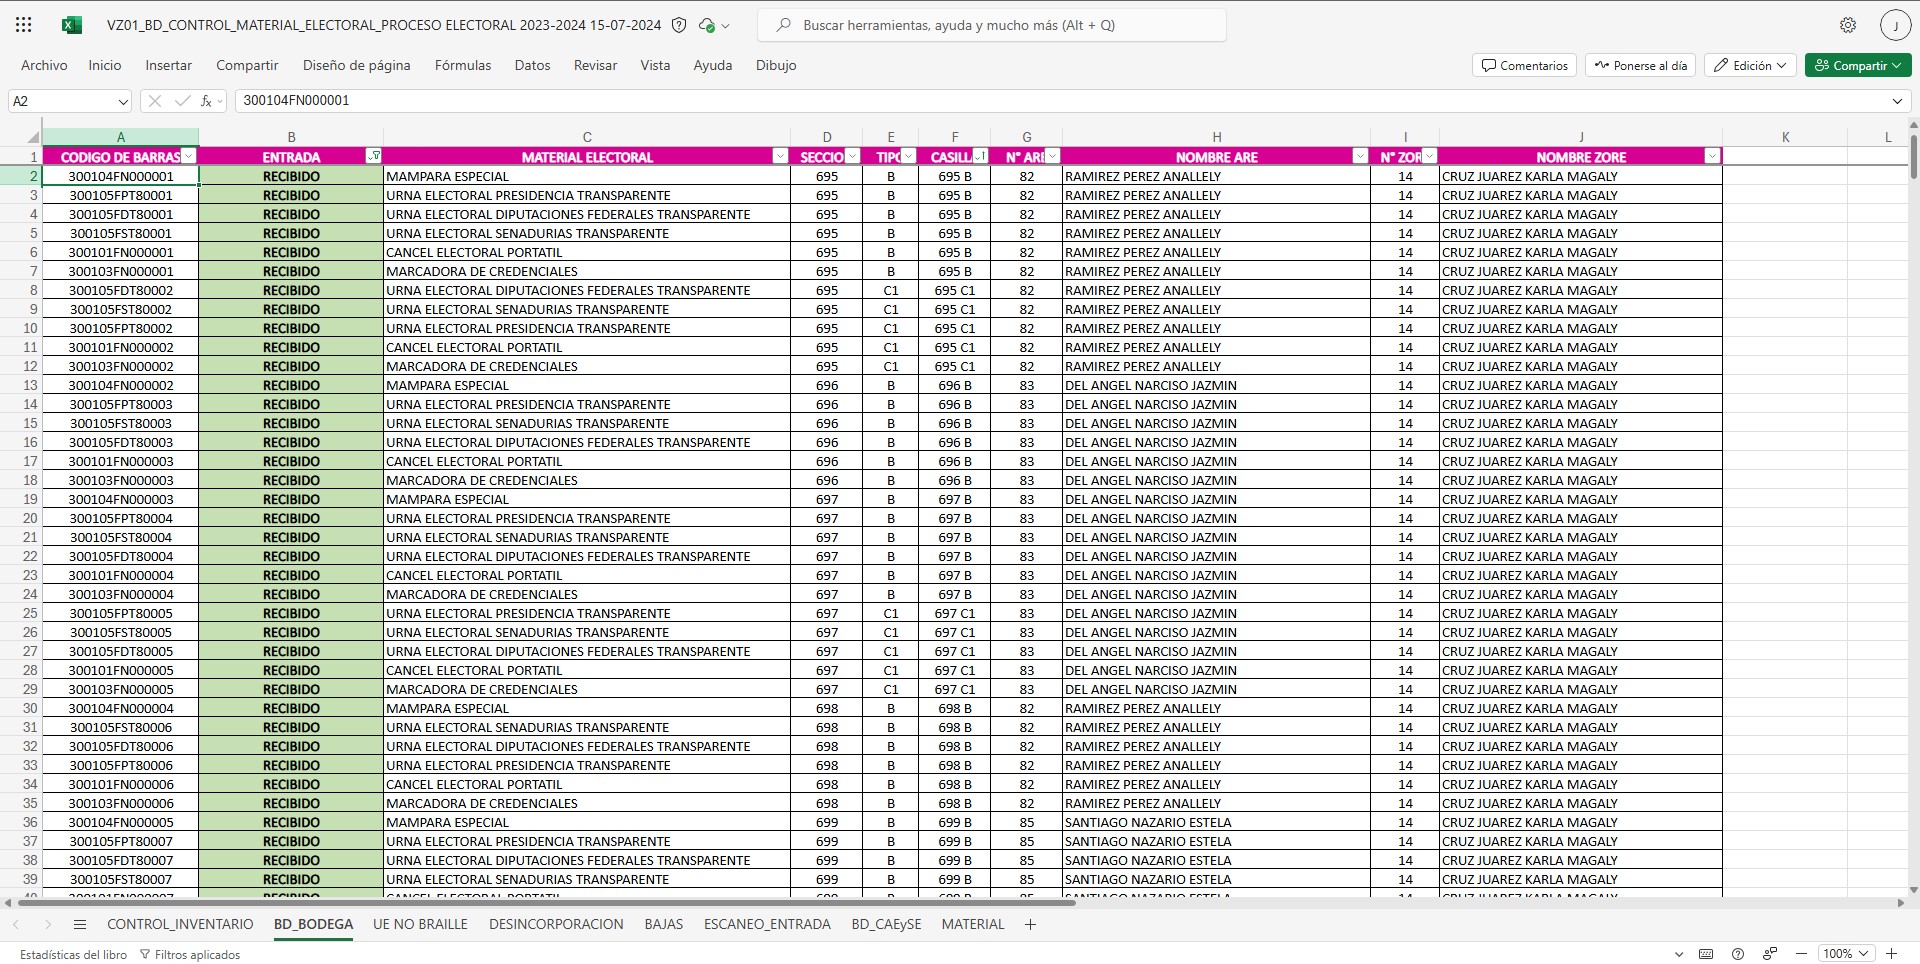 VZ01_BD_CONTROL_MATERIAL_ELECTORAL_PROCESO ELECTORAL 2023-2024 15-07-2024
Buscar herramientas, ayuda y mucho más (Alt + Q)
J
Archivo Inicio Insertar Compartir Diseño de página Fórmulas Datos Revisar Vista Ayuda Dibujo
Comentarios Ponerse al día Edición Compartir
A2 fx 300104FN000001
A B C D E F G H I J K L
1 CODIGO DE BARRAS ENTRADA MATERIAL ELECTORAL SECCIO TIPO CASILL N° ARE NOMBRE ARE N° ZOR NOMBRE ZORE
2 300104FN000001 RECIBIDO MAMPARA ESPECIAL 695 B 695 B 82 RAMIREZ PEREZ ANALLELY 14 CRUZ JUAREZ KARLA MAGALY
3 300105FPT80001 RECIBIDO URNA ELECTORAL PRESIDENCIA TRANSPARENTE 695 B 695 B 82 RAMIREZ PEREZ ANALLELY 14 CRUZ JUAREZ KARLA MAGALY
4 300105FDT80001 RECIBIDO URNA ELECTORAL DIPUTACIONES FEDERALES TRANSPARENTE 695 B 695 B 82 RAMIREZ PEREZ ANALLELY 14 CRUZ JUAREZ KARLA MAGALY
5 300105FST80001 RECIBIDO URNA ELECTORAL SENADURIAS TRANSPARENTE 695 B 695 B 82 RAMIREZ PEREZ ANALLELY 14 CRUZ JUAREZ KARLA MAGALY
6 300101FN000001 RECIBIDO CANCEL ELECTORAL PORTATIL 695 B 695 B 82 RAMIREZ PEREZ ANALLELY 14 CRUZ JUAREZ KARLA MAGALY
7 300103FN000001 RECIBIDO MARCADORA DE CREDENCIALES 695 B 695 B 82 RAMIREZ PEREZ ANALLELY 14 CRUZ JUAREZ KARLA MAGALY
8 300105FDT80002 RECIBIDO URNA ELECTORAL DIPUTACIONES FEDERALES TRANSPARENTE 695 C1 695 C1 82 RAMIREZ PEREZ ANALLELY 14 CRUZ JUAREZ KARLA MAGALY
9 300105FST80002 RECIBIDO URNA ELECTORAL SENADURIAS TRANSPARENTE 695 C1 695 C1 82 RAMIREZ PEREZ ANALLELY 14 CRUZ JUAREZ KARLA MAGALY
10 300105FPT80002 RECIBIDO URNA ELECTORAL PRESIDENCIA TRANSPARENTE 695 C1 695 C1 82 RAMIREZ PEREZ ANALLELY 14 CRUZ JUAREZ KARLA MAGALY
11 300101FN000002 RECIBIDO CANCEL ELECTORAL PORTATIL 695 C1 695 C1 82 RAMIREZ PEREZ ANALLELY 14 CRUZ JUAREZ KARLA MAGALY
12 300103FN000002 RECIBIDO MARCADORA DE CREDENCIALES 695 C1 695 C1 82 RAMIREZ PEREZ ANALLELY 14 CRUZ JUAREZ KARLA MAGALY
13 300104FN000002 RECIBIDO MAMPARA ESPECIAL 696 B 696 B 83 DEL ANGEL NARCISO JAZMIN 14 CRUZ JUAREZ KARLA MAGALY
14 300105FPT80003 RECIBIDO URNA ELECTORAL PRESIDENCIA TRANSPARENTE 696 B 696 B 83 DEL ANGEL NARCISO JAZMIN 14 CRUZ JUAREZ KARLA MAGALY
15 300105FST80003 RECIBIDO URNA ELECTORAL SENADURIAS TRANSPARENTE 696 B 696 B 83 DEL ANGEL NARCISO JAZMIN 14 CRUZ JUAREZ KARLA MAGALY
16 300105FDT80003 RECIBIDO URNA ELECTORAL DIPUTACIONES FEDERALES TRANSPARENTE 696 B 696 B 83 DEL ANGEL NARCISO JAZMIN 14 CRUZ JUAREZ KARLA MAGALY
17 300101FN000003 RECIBIDO CANCEL ELECTORAL PORTATIL 696 B 696 B 83 DEL ANGEL NARCISO JAZMIN 14 CRUZ JUAREZ KARLA MAGALY
18 300103FN000003 RECIBIDO MARCADORA DE CREDENCIALES 696 B 696 B 83 DEL ANGEL NARCISO JAZMIN 14 CRUZ JUAREZ KARLA MAGALY
19 300104FN000003 RECIBIDO MAMPARA ESPECIAL 697 B 697 B 83 DEL ANGEL NARCISO JAZMIN 14 CRUZ JUAREZ KARLA MAGALY
20 300105FPT80004 RECIBIDO URNA ELECTORAL PRESIDENCIA TRANSPARENTE 697 B 697 B 83 DEL ANGEL NARCISO JAZMIN 14 CRUZ JUAREZ KARLA MAGALY
21 300105FST80004 RECIBIDO URNA ELECTORAL SENADURIAS TRANSPARENTE 697 B 697 B 83 DEL ANGEL NARCISO JAZMIN 14 CRUZ JUAREZ KARLA MAGALY
22 300105FDT80004 RECIBIDO URNA ELECTORAL DIPUTACIONES FEDERALES TRANSPARENTE 697 B 697 B 83 DEL ANGEL NARCISO JAZMIN 14 CRUZ JUAREZ KARLA MAGALY
23 300101FN000004 RECIBIDO CANCEL ELECTORAL PORTATIL 697 B 697 B 83 DEL ANGEL NARCISO JAZMIN 14 CRUZ JUAREZ KARLA MAGALY
24 300103FN000004 RECIBIDO MARCADORA DE CREDENCIALES 697 B 697 B 83 DEL ANGEL NARCISO JAZMIN 14 CRUZ JUAREZ KARLA MAGALY
25 300105FPT80005 RECIBIDO URNA ELECTORAL PRESIDENCIA TRANSPARENTE 697 C1 697 C1 83 DEL ANGEL NARCISO JAZMIN 14 CRUZ JUAREZ KARLA MAGALY
26 300105FST80005 RECIBIDO URNA ELECTORAL SENADURIAS TRANSPARENTE 697 C1 697 C1 83 DEL ANGEL NARCISO JAZMIN 14 CRUZ JUAREZ KARLA MAGALY
27 300105FDT80005 RECIBIDO URNA ELECTORAL DIPUTACIONES FEDERALES TRANSPARENTE 697 C1 697 C1 83 DEL ANGEL NARCISO JAZMIN 14 CRUZ JUAREZ KARLA MAGALY
28 300101FN000005 RECIBIDO CANCEL ELECTORAL PORTATIL 697 C1 697 C1 83 DEL ANGEL NARCISO JAZMIN 14 CRUZ JUAREZ KARLA MAGALY
29 300103FN000005 RECIBIDO MARCADORA DE CREDENCIALES 697 C1 697 C1 83 DEL ANGEL NARCISO JAZMIN 14 CRUZ JUAREZ KARLA MAGALY
30 300104FN000004 RECIBIDO MAMPARA ESPECIAL 698 B 698 B 82 RAMIREZ PEREZ ANALLELY 14 CRUZ JUAREZ KARLA MAGALY
31 300105FST80006 RECIBIDO URNA ELECTORAL SENADURIAS TRANSPARENTE 698 B 698 B 82 RAMIREZ PEREZ ANALLELY 14 CRUZ JUAREZ KARLA MAGALY
32 300105FDT80006 RECIBIDO URNA ELECTORAL DIPUTACIONES FEDERALES TRANSPARENTE 698 B 698 B 82 RAMIREZ PEREZ ANALLELY 14 CRUZ JUAREZ KARLA MAGALY
33 300105FPT80006 RECIBIDO URNA ELECTORAL PRESIDENCIA TRANSPARENTE 698 B 698 B 82 RAMIREZ PEREZ ANALLELY 14 CRUZ JUAREZ KARLA MAGALY
34 300101FN000006 RECIBIDO CANCEL ELECTORAL PORTATIL 698 B 698 B 82 RAMIREZ PEREZ ANALLELY 14 CRUZ JUAREZ KARLA MAGALY
35 300103FN000006 RECIBIDO MARCADORA DE CREDENCIALES 698 B 698 B 82 RAMIREZ PEREZ ANALLELY 14 CRUZ JUAREZ KARLA MAGALY
36 300104FN000005 RECIBIDO MAMPARA ESPECIAL 699 B 699 B 85 SANTIAGO NAZARIO ESTELA 14 CRUZ JUAREZ KARLA MAGALY
37 300105FPT80007 RECIBIDO URNA ELECTORAL PRESIDENCIA TRANSPARENTE 699 B 699 B 85 SANTIAGO NAZARIO ESTELA 14 CRUZ JUAREZ KARLA MAGALY
38 300105FDT80007 RECIBIDO URNA ELECTORAL DIPUTACIONES FEDERALES TRANSPARENTE 699 B 699 B 85 SANTIAGO NAZARIO ESTELA 14 CRUZ JUAREZ KARLA MAGALY
39 300105FST80007 RECIBIDO URNA ELECTORAL SENADURIAS TRANSPARENTE 699 B 699 B 85 SANTIAGO NAZARIO ESTELA 14 CRUZ JUAREZ KARLA MAGALY
CONTROL_INVENTARIO BD_BODEGA UE NO BRAILLE DESINCORPORACION BAJAS ESCANEO_ENTRADA BD_CAEySE MATERIAL
Estadísticas del libro Filtros aplicados 100%